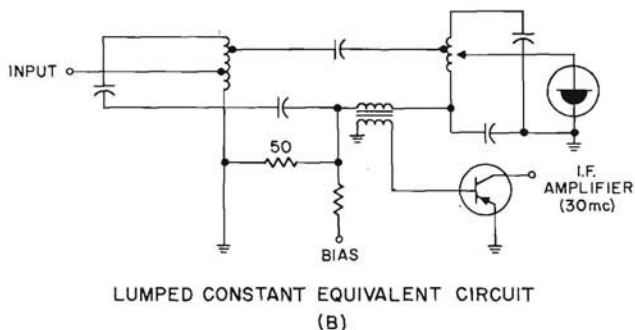 INPUT
50
BIAS
I.F.
AMPLIFIER
(30mc)
LUMPED CONSTANT EQUIVALENT CIRCUIT
(B)